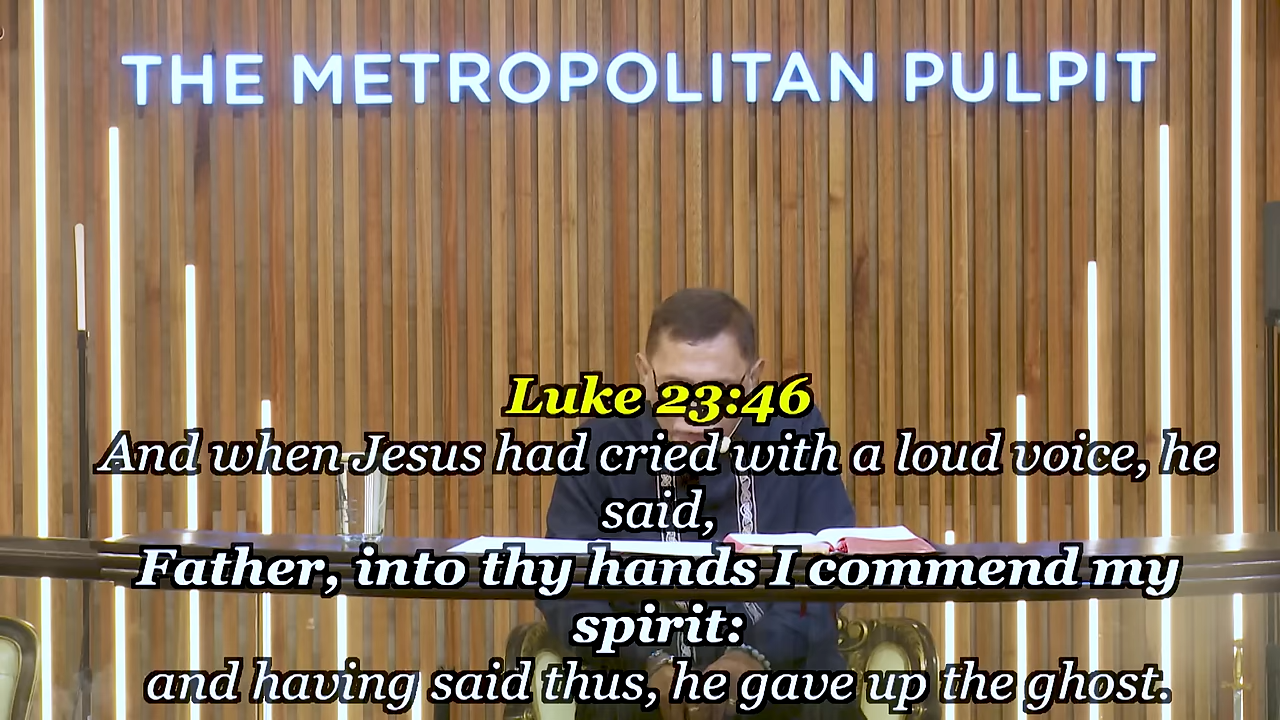 THE METROPOLITAN PULPIT
Luke 23:46
And when Jesus had cried with a loud voice, he
said,
Father, into thy hands I commend my
spirit:
and having said thus, he gave up the ghost.